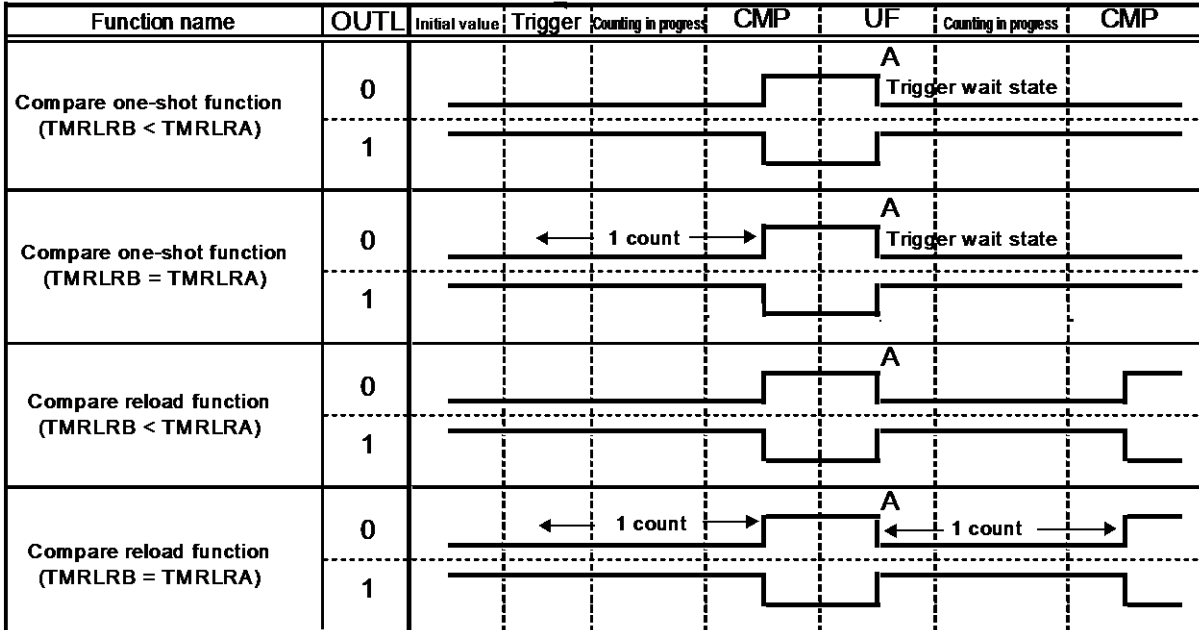 Function name OUTL Initial value Trigger Counting in progress CMP UF Counting in progress CMP
A
0 Trigger wait state
Compare one-shot function
(TMRLRB < TMRLRA)
1
A
0 1 count Trigger wait state
Compare one-shot function
(TMRLRB = TMRLRA)
1
A
0
Compare reload function
(TMRLRB < TMRLRA)
1
A
0 1 count 1 count
Compare reload function
(TMRLRB = TMRLRA)
1